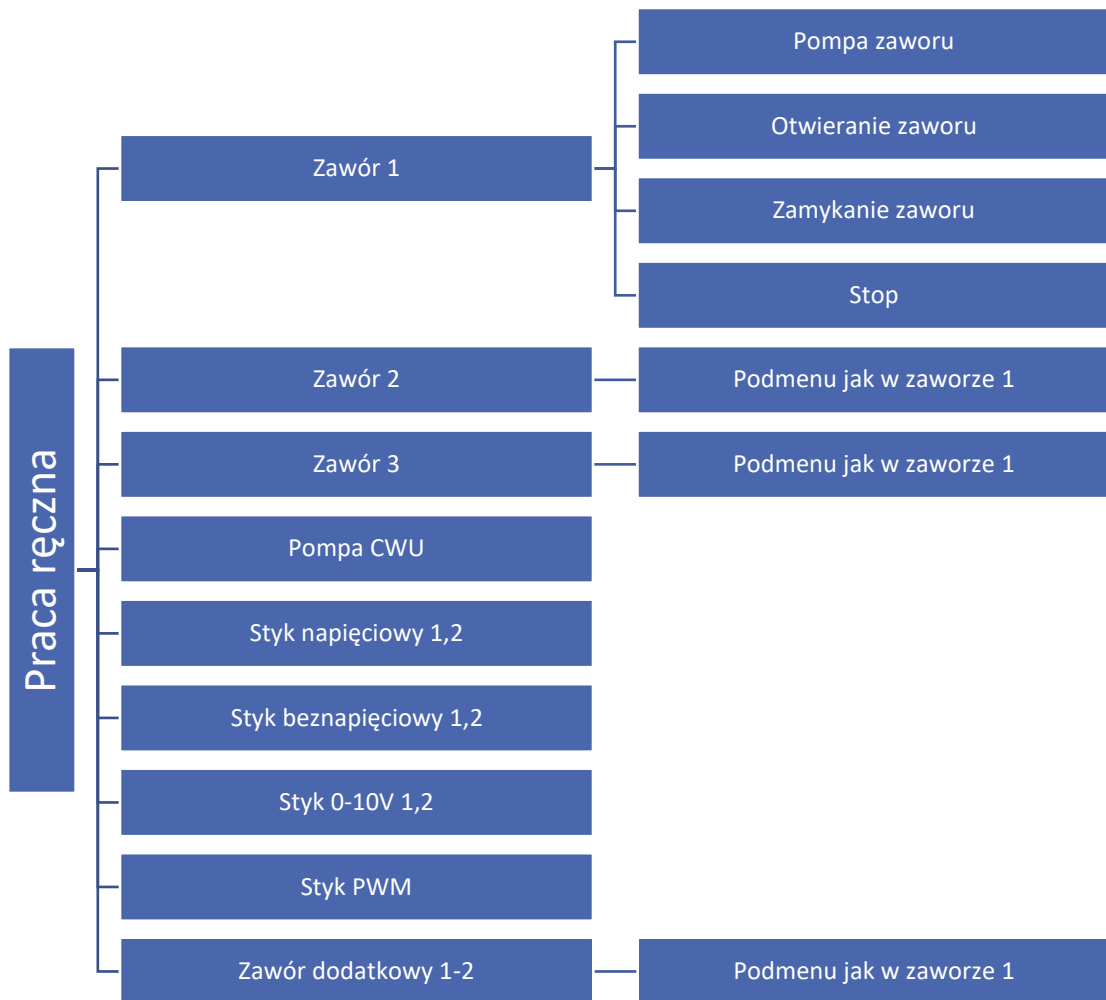 Praca ręczna
Zawór 1
Pompa zaworu
Otwieranie zaworu
Zamykanie zaworu
Stop
Zawór 2
Podmenu jak w zaworze 1
Zawór 3
Podmenu jak w zaworze 1
Pompa CWU
Styk napięciowy 1,2
Styk beznapięciowy 1,2
Styk 0-10V 1,2
Styk PWM
Zawór dodatkowy 1-2
Podmenu jak w zaworze 1